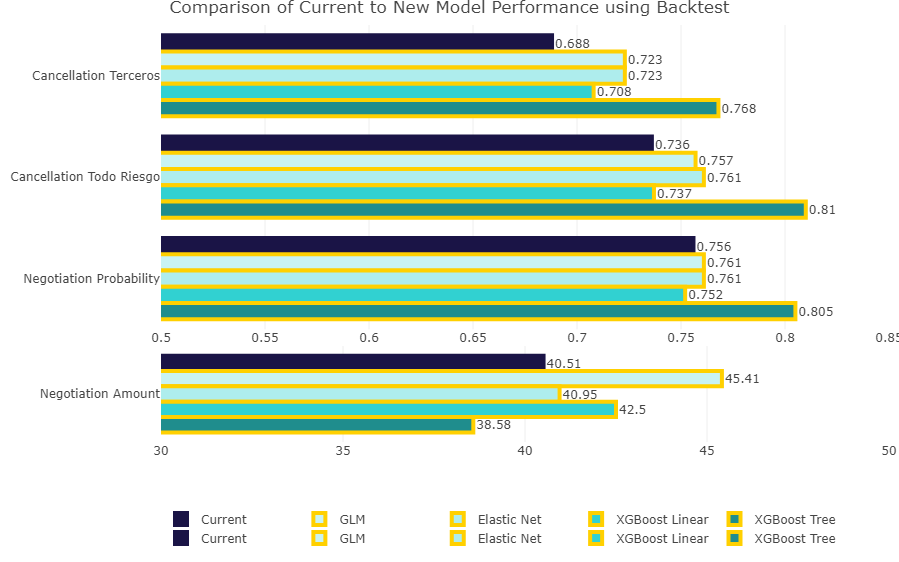 Comparison of Current to New Model Performance using Backtest
Cancellation Terceros
0.688
0.723
0.723
0.708
0.768
Cancellation Todo Riesgo
0.736
0.757
0.761
0.737
0.81
Negotiation Probability
0.756
0.761
0.761
0.752
0.805
0.5 0.55 0.6 0.65 0.7 0.75 0.8 0.85
Negotiation Amount
40.51
45.41
40.95
42.5
38.58
30 35 40 45 50
Current GLM Elastic Net XGBoost Linear XGBoost Tree
Current GLM Elastic Net XGBoost Linear XGBoost Tree